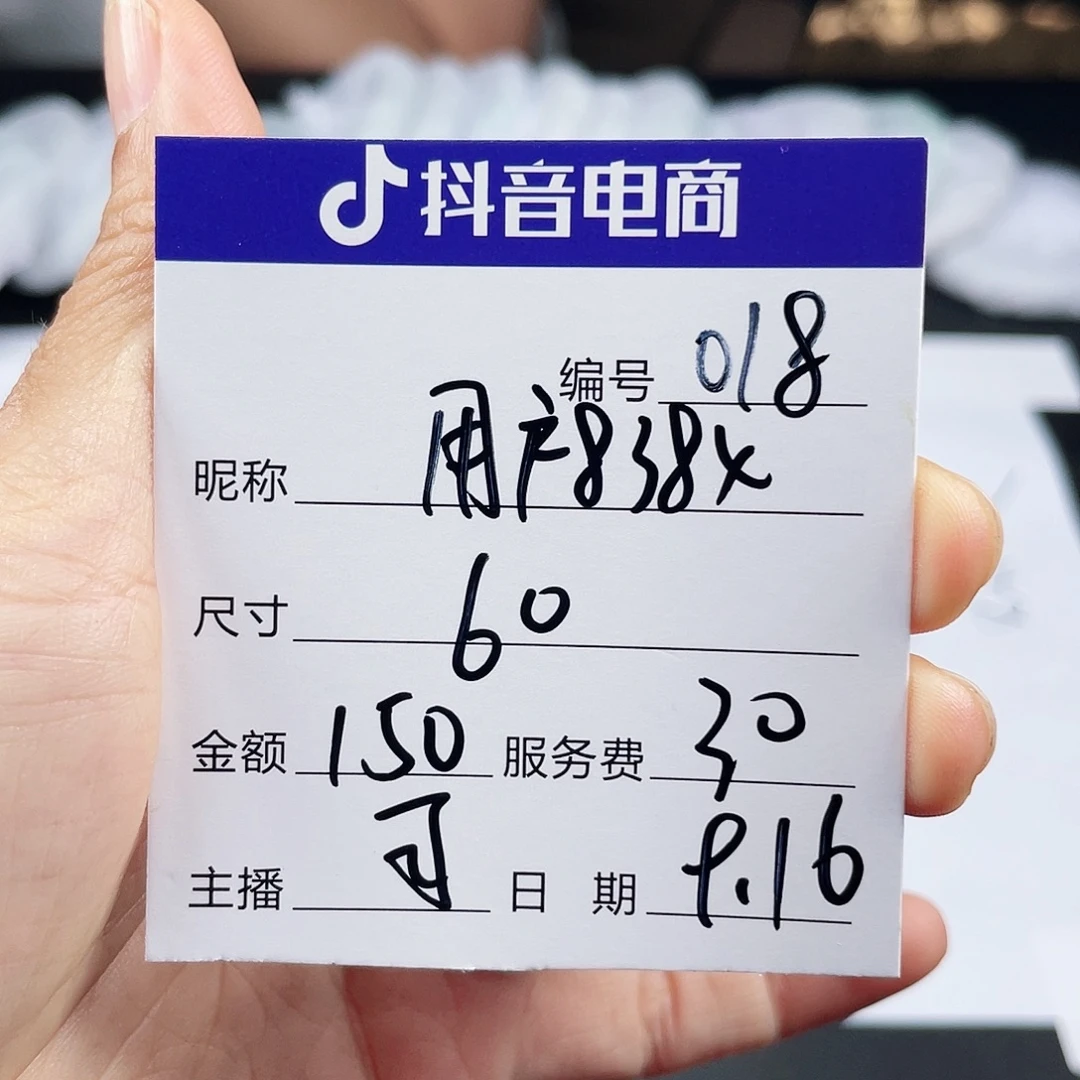 抖音电商
编号 018
昵称 用户838x
尺寸 60
金额 150 服务费 30
主播 日期 9.16